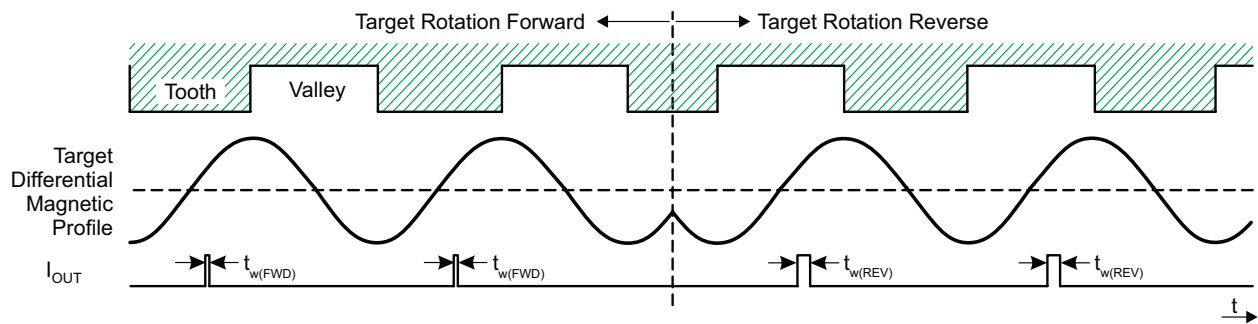 Target Rotation Forward
Target Rotation Reverse
Tooth
Valley
Target
Differential
Magnetic
Profile
I_OUT
t_w(FWD)
t_w(FWD)
t_w(REV)
t_w(REV)
t